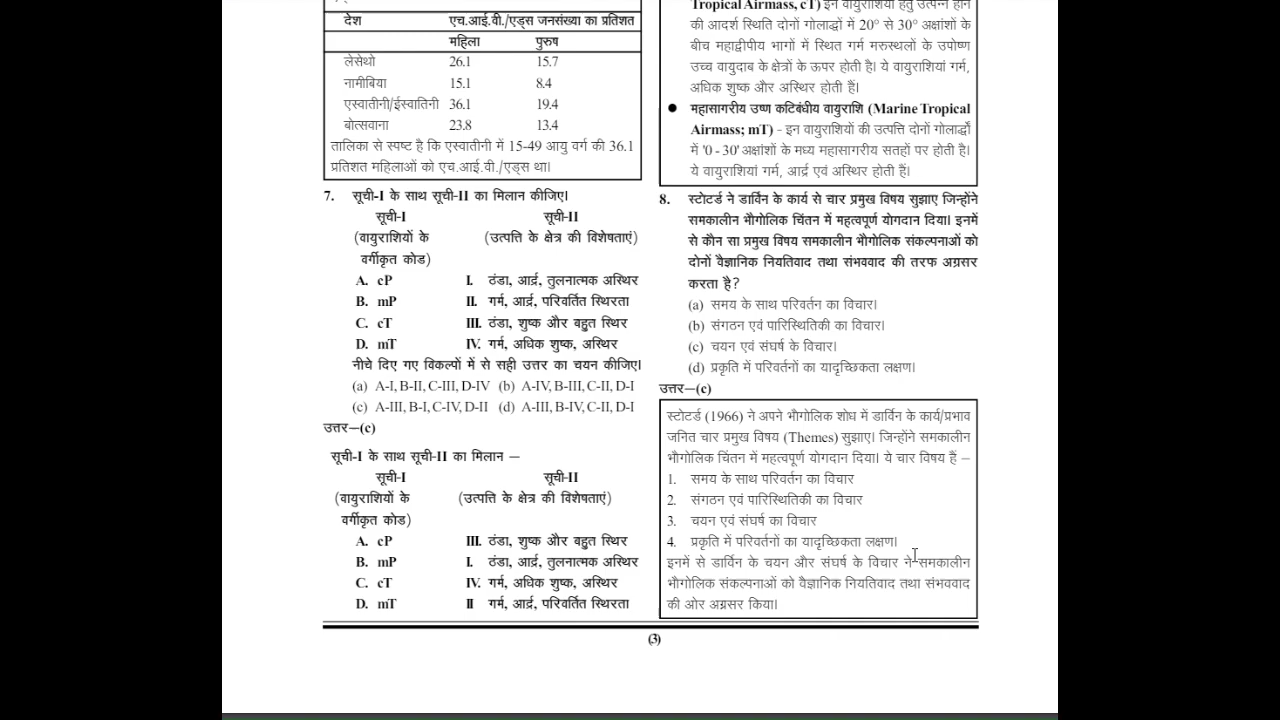 देश एच.आई.वी./एड्स जनसंख्या का प्रतिशत
महिला पुरुष
लेसेथो 26.1 15.7
नामीबिया 15.1 8.4
एस्वातीनी/ईस्वातिनी 36.1 19.4
बोत्सवाना 23.8 13.4
तालिका से स्पष्ट है कि एस्वातीनी में 15-49 आयु वर्ग की 36.1
प्रतिशत महिलाओं को एच.आई.वी./एड्स था।
7. सूची-I के साथ सूची-II का मिलान कीजिए।
सूची-I सूची-II
(वायुराशियों के (उत्पत्ति के क्षेत्र की विशेषताएं)
वर्गीकृत कोड)
A. cP I. ठंडा, आर्द्र, तुलनात्मक अस्थिर
B. mP II. गर्म, आर्द्र, परिवर्तित स्थिरता
C. cT III. ठंडा, शुष्क और बहुत स्थिर
D. mT IV. गर्म, अधिक शुष्क, अस्थिर
नीचे दिए गए विकल्पों में से सही उत्तर का चयन कीजिए।
(a) A-I, B-II, C-III, D-IV (b) A-IV, B-III, C-II, D-I
(c) A-III, B-I, C-IV, D-II (d) A-III, B-IV, C-II, D-I
उत्तर–(c)
सूची-I के साथ सूची-II का मिलान –
सूची-I सूची-II
(वायुराशियों के (उत्पत्ति के क्षेत्र की विशेषताएं)
वर्गीकृत कोड)
A. cP III. ठंडा, शुष्क और बहुत स्थिर
B. mP I. ठंडा, आर्द्र, तुलनात्मक अस्थिर
C. cT IV. गर्म, अधिक शुष्क, अस्थिर
D. mT II गर्म, आर्द्र, परिवर्तित स्थिरता
Tropical Airmass, cT) इन वायुराशियों हेतु उत्पन्न होने
की आदर्श स्थिति दोनों गोलार्द्धों में 20° से 30° अक्षांशों के
बीच महाद्वीपीय भागों में स्थित गर्म मरुस्थलों के उपोष्ण
उच्च वायुदाब के क्षेत्रों के ऊपर होती है। ये वायुराशियां गर्म,
अधिक शुष्क और अस्थिर होती हैं।
● महासागरीय उष्ण कटिबंधीय वायुराशि (Marine Tropical
Airmass; mT) - इन वायुराशियों की उत्पत्ति दोनों गोलार्द्धों
में '0 - 30' अक्षांशों के मध्य महासागरीय सतहों पर होती है।
ये वायुराशियां गर्म, आर्द्र एवं अस्थिर होती हैं।
8. स्टोटर्ड ने डार्विन के कार्य से चार प्रमुख विषय सुझाए जिन्होंने
समकालीन भौगोलिक चिंतन में महत्वपूर्ण योगदान दिया। इनमें
से कौन सा प्रमुख विषय समकालीन भौगोलिक संकल्पनाओं को
दोनों वैज्ञानिक नियतिवाद तथा संभववाद की तरफ अग्रसर
करता है?
(a) समय के साथ परिवर्तन का विचार।
(b) संगठन एवं पारिस्थितिकी का विचार।
(c) चयन एवं संघर्ष के विचार।
(d) प्रकृति में परिवर्तनों का यादृच्छिकता लक्षण।
उत्तर–(c)
स्टोटर्ड (1966) ने अपने भौगोलिक शोध में डार्विन के कार्य/प्रभाव
जनित चार प्रमुख विषय (Themes) सुझाए। जिन्होंने समकालीन
भौगोलिक चिंतन में महत्वपूर्ण योगदान दिया। ये चार विषय हैं –
1. समय के साथ परिवर्तन का विचार
2. संगठन एवं पारिस्थितिकी का विचार
3. चयन एवं संघर्ष का विचार
4. प्रकृति में परिवर्तनों का यादृच्छिकता लक्षण।
इनमें से डार्विन के चयन और संघर्ष के विचार ने समकालीन
भौगोलिक संकल्पनाओं को वैज्ञानिक नियतिवाद तथा संभववाद
की ओर अग्रसर किया।
(3)